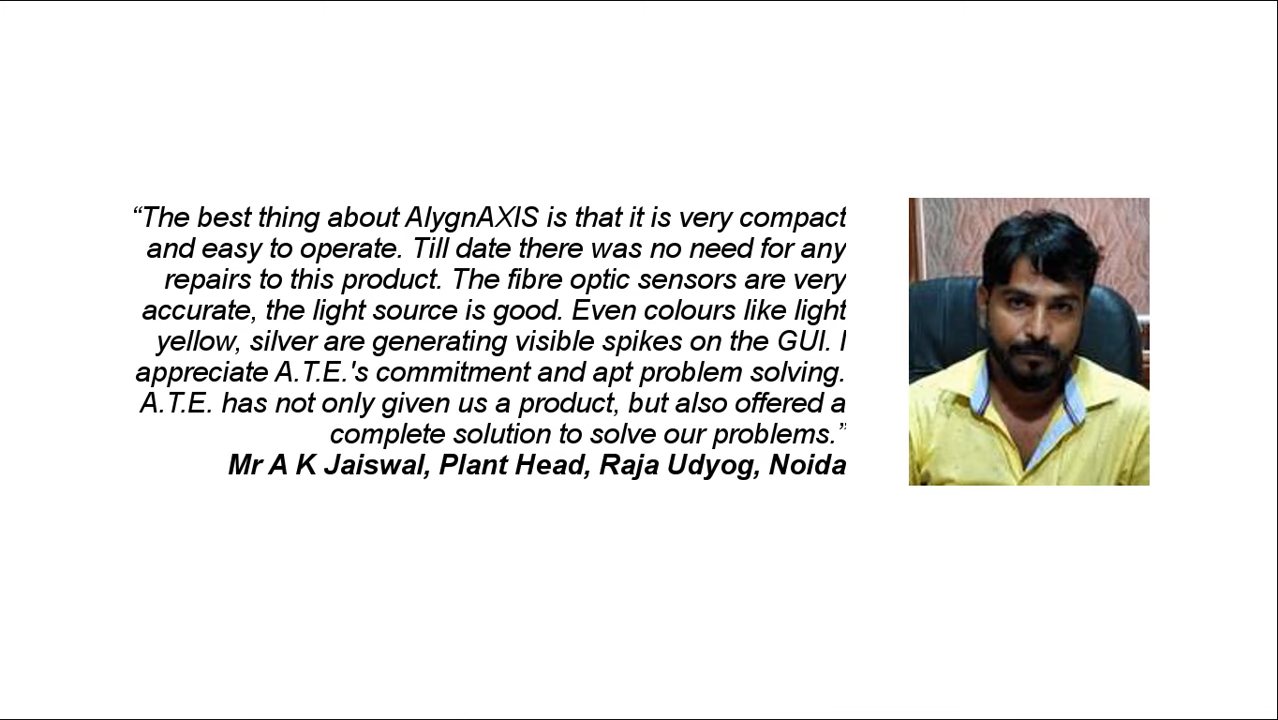 “The best thing about AlygnAXIS is that it is very compact
and easy to operate. Till date there was no need for any
repairs to this product. The fibre optic sensors are very
accurate, the light source is good. Even colours like light
yellow, silver are generating visible spikes on the GUI. I
appreciate A.T.E.'s commitment and apt problem solving.
A.T.E. has not only given us a product, but also offered a
complete solution to solve our problems.”
Mr A K Jaiswal, Plant Head, Raja Udyog, Noida